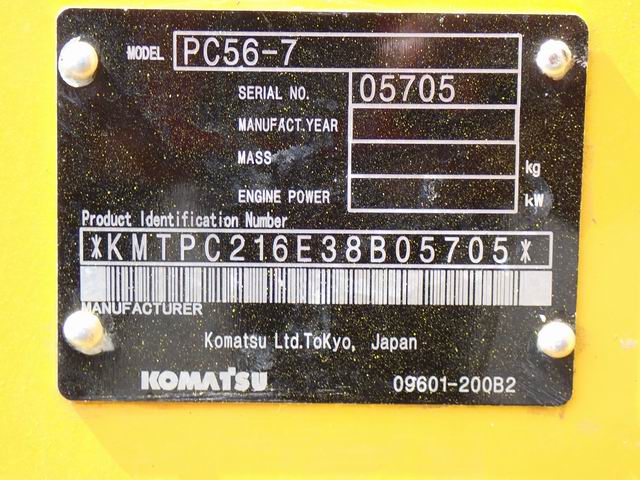 MODEL PC56-7
SERIAL NO. 05705
MANUFACT.YEAR
MASS kg
ENGINE POWER kW
Product Identification Number
*KMTPC216E38B05705*
MANUFACTURER
Komatsu Ltd.ToKyo, Japan
KOMATSU 09601-200B2